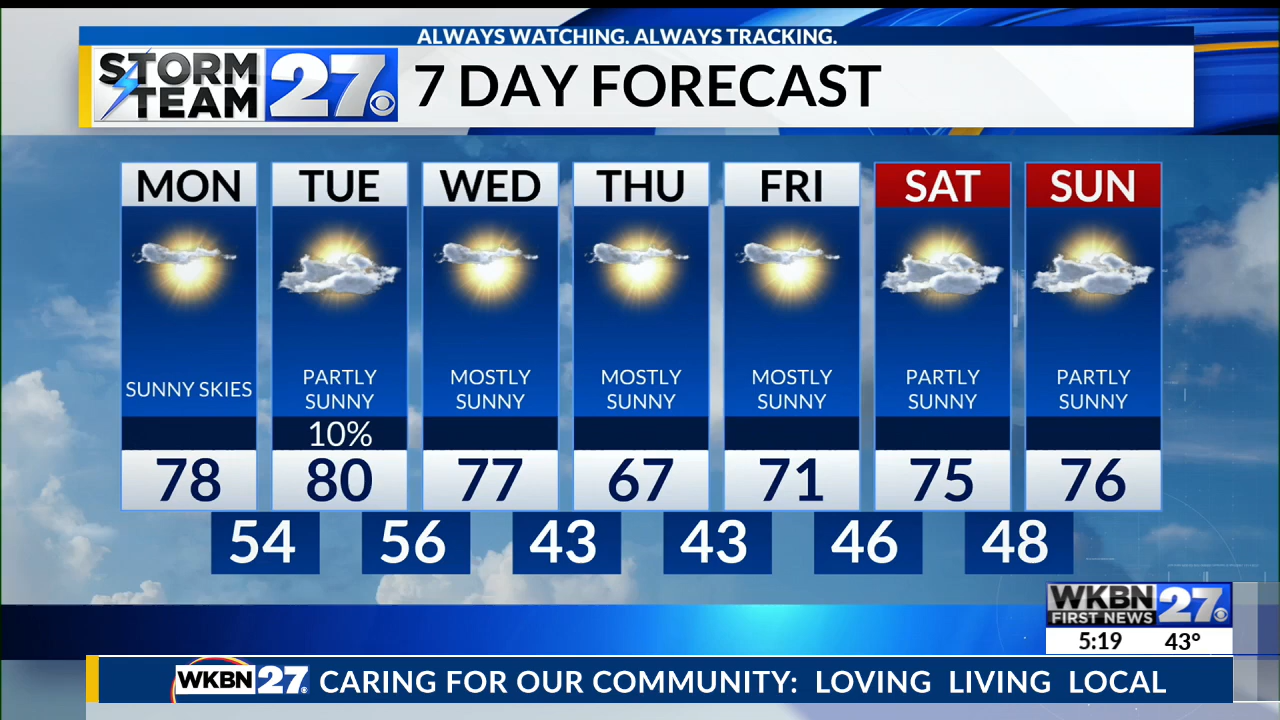 ALWAYS WATCHING. ALWAYS TRACKING.
STORM
TEAM
27
7 DAY FORECAST
MON TUE WED THU FRI SAT SUN
SUNNY SKIES
PARTLY
SUNNY
MOSTLY
SUNNY
MOSTLY
SUNNY
MOSTLY
SUNNY
PARTLY
SUNNY
PARTLY
SUNNY
10%
78 80 77 67 71 75 76
54 56 43 43 46 48
WKBN 27
FIRST NEWS
5:19 43°
WKBN 27 CARING FOR OUR COMMUNITY: LOVING LIVING LOCAL